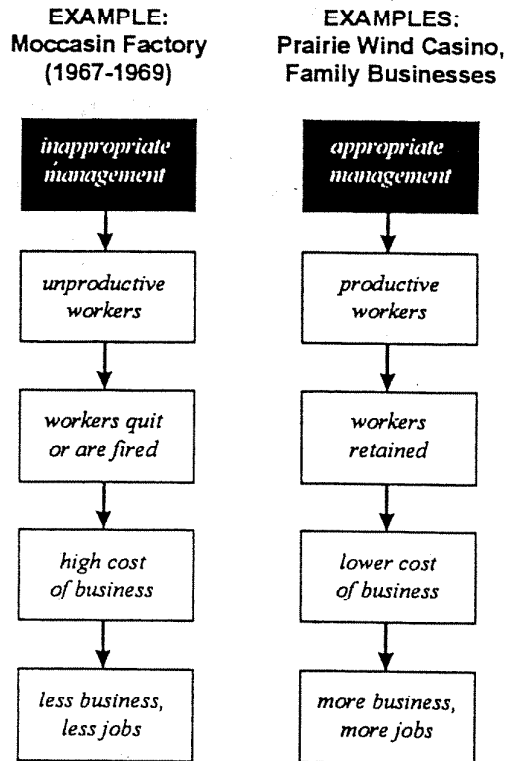 EXAMPLE:
Moccasin Factory
(1967-1969)
inappropriate
management
unproductive
workers
workers quit
or are fired
high cost
of business
less business,
less jobs
EXAMPLES:
Prairie Wind Casino,
Family Businesses
appropriate
management
productive
workers
workers
retained
lower cost
of business
more business,
more jobs